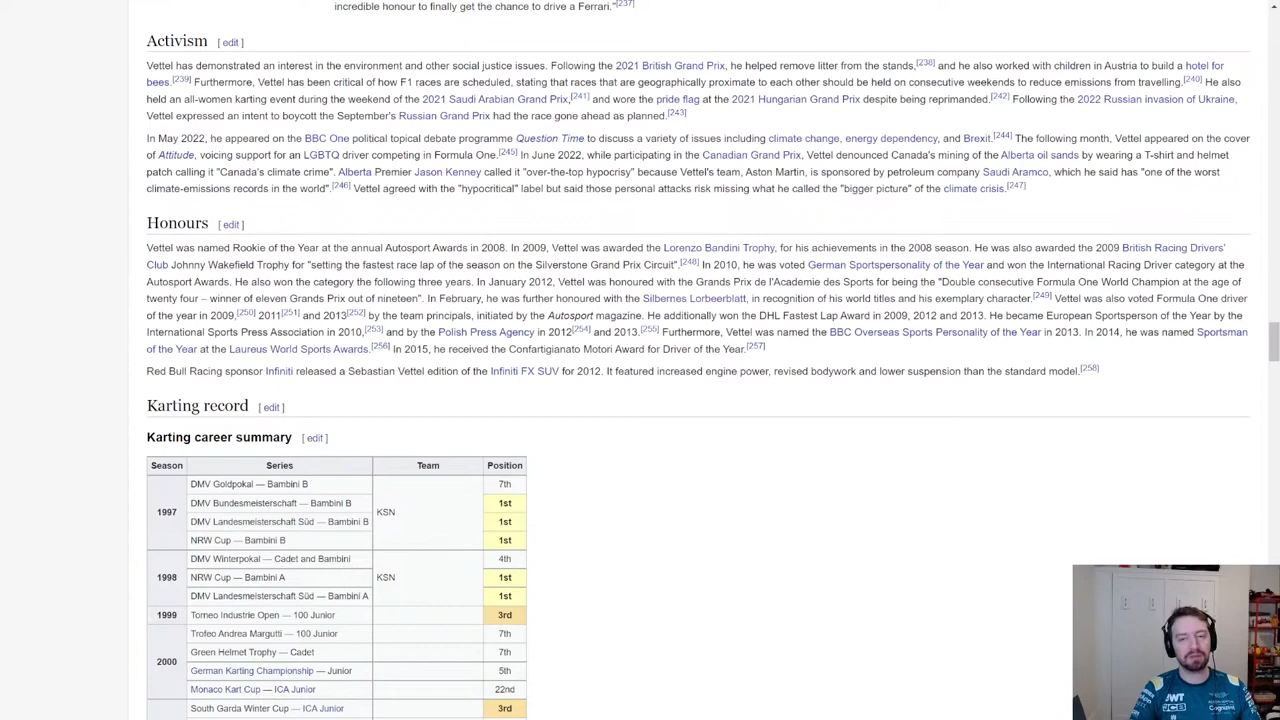 incredible honour to finally get the chance to drive a Ferrari."[237]
Activism [ edit ]
Vettel has demonstrated an interest in the environment and other social justice issues. Following the 2021 British Grand Prix, he helped remove litter from the stands,[238] and he also worked with children in Austria to build a hotel for
bees.[239] Furthermore, Vettel has been critical of how F1 races are scheduled, stating that races that are geographically proximate to each other should be held on consecutive weekends to reduce emissions from travelling.[240] He also
held an all-women karting event during the weekend of the 2021 Saudi Arabian Grand Prix,[241] and wore the pride flag at the 2021 Hungarian Grand Prix despite being reprimanded.[242] Following the 2022 Russian invasion of Ukraine,
Vettel expressed an intent to boycott the September's Russian Grand Prix had the race gone ahead as planned.[243]
In May 2022, he appeared on the BBC One political topical debate programme Question Time to discuss a variety of issues including climate change, energy dependency, and Brexit.[244] The following month, Vettel appeared on the cover
of Attitude, voicing support for an LGBTQ driver competing in Formula One.[245] In June 2022, while participating in the Canadian Grand Prix, Vettel denounced Canada's mining of the Alberta oil sands by wearing a T-shirt and helmet
patch calling it "Canada's climate crime". Alberta Premier Jason Kenney called it "over-the-top hypocrisy" because Vettel's team, Aston Martin, is sponsored by petroleum company Saudi Aramco, which he said has "one of the worst
climate-emissions records in the world".[246] Vettel agreed with the "hypocritical" label but said those personal attacks risk missing what he called the "bigger picture" of the climate crisis.[247]
Honours [ edit ]
Vettel was named Rookie of the Year at the annual Autosport Awards in 2008. In 2009, Vettel was awarded the Lorenzo Bandini Trophy, for his achievements in the 2008 season. He was also awarded the 2009 British Racing Drivers'
Club Johnny Wakefield Trophy for "setting the fastest race lap of the season on the Silverstone Grand Prix Circuit".[248] In 2010, he was voted German Sportspersonality of the Year and won the International Racing Driver category at the
Autosport Awards. He also won the category the following three years. In January 2012, Vettel was honoured with the Grands Prix de l'Academie des Sports for being the "Double consecutive Formula One World Champion at the age of
twenty four – winner of eleven Grands Prix out of nineteen". In February, he was further honoured with the Silbernes Lorbeerblatt, in recognition of his world titles and his exemplary character.[249] Vettel was also voted Formula One driver
of the year in 2009,[250] 2011[251] and 2013[252] by the team principals, instituted by the Autosport magazine. He additionally won the DHL Fastest Lap Award in 2009, 2012 and 2013. He became European Sportsperson of the Year by the
International Sports Press Association in 2010,[253] and by the Polish Press Agency in 2012[254] and 2013.[255] Furthermore, Vettel was named the BBC Overseas Sports Personality of the Year in 2013. In 2014, he was named Sportsman
of the Year at the Laureus World Sports Awards.[256] In 2015, he received the Confartigianato Motori Award for Driver of the Year.[257]
Red Bull Racing sponsor Infiniti released a Sebastian Vettel edition of the Infiniti FX SUV for 2012. It featured increased engine power, revised bodywork and lower suspension than the standard model.[258]
Karting record [ edit ]
Karting career summary [ edit ]
Season Series Team Position
1997 DMV Goldpokal — Bambini B KSN 7th
DMV Bundesmeisterschaft — Bambini B 1st
DMV Landesmeisterschaft Süd — Bambini B 1st
NRW Cup — Bambini B 1st
1998 DMV Winterpokal — Cadet and Bambini KSN 4th
NRW Cup — Bambini A 1st
DMV Landesmeisterschaft Süd — Bambini A 1st
1999 Torneo Industrie Open — 100 Junior 3rd
2000 Trofeo Andrea Margutti — 100 Junior 7th
Green Helmet Trophy — Cadet 7th
German Karting Championship — Junior 5th
Monaco Kart Cup — ICA Junior 22nd
South Garda Winter Cup — ICA Junior 3rd
JCB
Cognizant